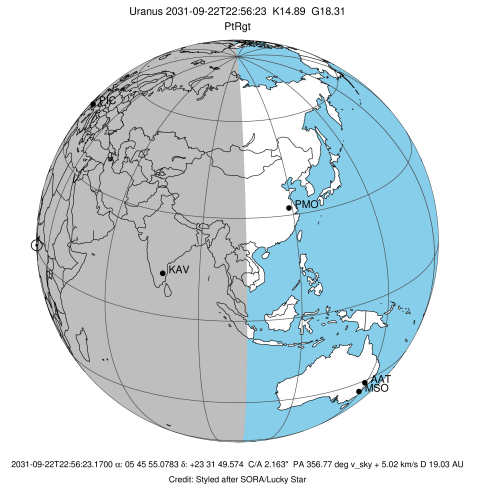 Uranus 2031-09-22T22:56:23 K14.89 G18.31
PtRgt
PIC
PMO
KAV
AAT
MSO
2031-09-22T22:56:23.1700 α: 05 45 55.0783 δ: +23 31 49.574 C/A 2.163" PA 356.77 deg v_sky + 5.02 km/s D 19.03 AU
Credit: Styled after SORA/Lucky Star